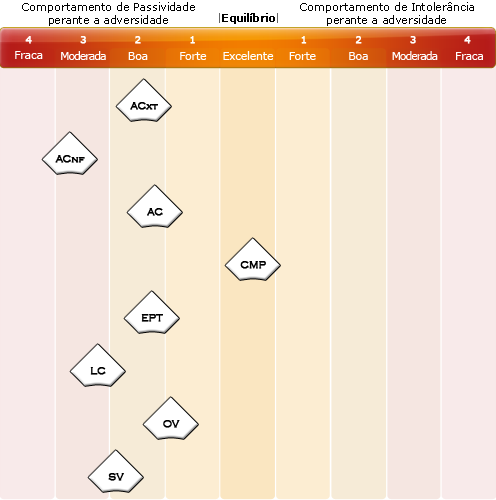 Comportamento de Passividade
perante a adversidade
|Equilíbrio|
Comportamento de Intolerância
perante a adversidade
4 3 2 1 1 2 3 4
Fraca Moderada Boa Forte Excelente Forte Boa Moderada Fraca
ACXT
ACNF
AC
CMP
EPT
LC
OV
SV